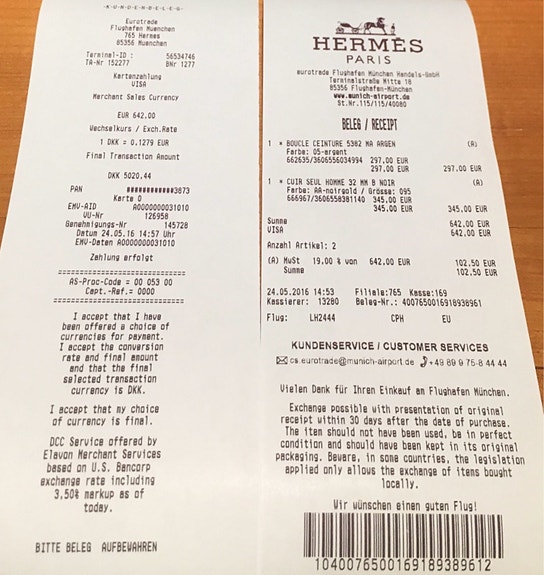 -K-U-N-D-E-N-B-E-L-E-G-
Eurotrade
Flughafen Muenchen
765 Hermes
85356 Muenchen
Terminal-ID : 56534746
TA-Nr 152277 BNr 1277
Kartenzahlung
VISA
Merchant Sales Currency
EUR 642.00
Wechselkurs / Exch.Rate
1 DKK = 0.1279 EUR
Final Transaction Amount
DKK 5020.44
PAN ############3873
Karte 0
EMV-AID A0000000031010
VU-Nr 126958
Genehmigungs-Nr 145728
Datum 24.05.16 14:57 Uhr
EMV-Daten A0000000031010
Zahlung erfolgt
==============================
AS-Proc-Code = 00 053 00
Capt.-Ref.= 0000
==============================
I accept that I have
been offered a choice of
currencies for payment.
I accept the conversion
rate and final amount
and that the final
selected transaction
currency is DKK.
I accept that my choice
of currency is final.
DCC Service offered by
Elavon Merchant Services
based on U.S. Bancorp
exchange rate including
3,50% markup as of
today.
BITTE BELEG AUFBEWAHREN
HERMÈS
PARIS
eurotrade Flughafen München Handels-GmbH
Terminalstraße Mitte 18
85356 Flughafen-München
www.munich-airport.de
St.Nr.115/115/40080
BELEG / RECEIPT
1 * BOUCLE CEINTURE 5382 MA ARGEN (A)
Farbe: 05-argent
662635/3606556034994 297.00 EUR
297.00 EUR 297.00 EUR
1 * CUIR SEUL HOMME 32 MM B NOIR (A)
Farbe: AA-noirgold / Grösse: 095
666967/3606558381140 345.00 EUR
345.00 EUR 345.00 EUR
Summe 642.00 EUR
VISA 642.00 EUR
Anzahl Artikel: 2
(A) MwSt 19.00 % von 642.00 EUR 102.50 EUR
Summe 102.50 EUR
24.05.2016 14:53 Filiale:765 Kasse:169
Kassierer: 13280 Beleg-Nr.: 4007650016918938961
Flug: LH2444 CPH EU
KUNDENSERVICE / CUSTOMER SERVICES
cs.eurotrade@munich-airport.de +49 89 9 75-8 44 44
Vielen Dank für Ihren Einkauf am Flughafen München.
Exchange possible with presentation of original
receipt within 30 days after the date of purchase.
The item should not have been used, be in perfect
condition and should have been kept in its original
packaging. Beware, in some countries, the legislation
applied only allows the exchange of items bought
locally.
Wir wünschen einen guten Flug!
1040076500169189389612